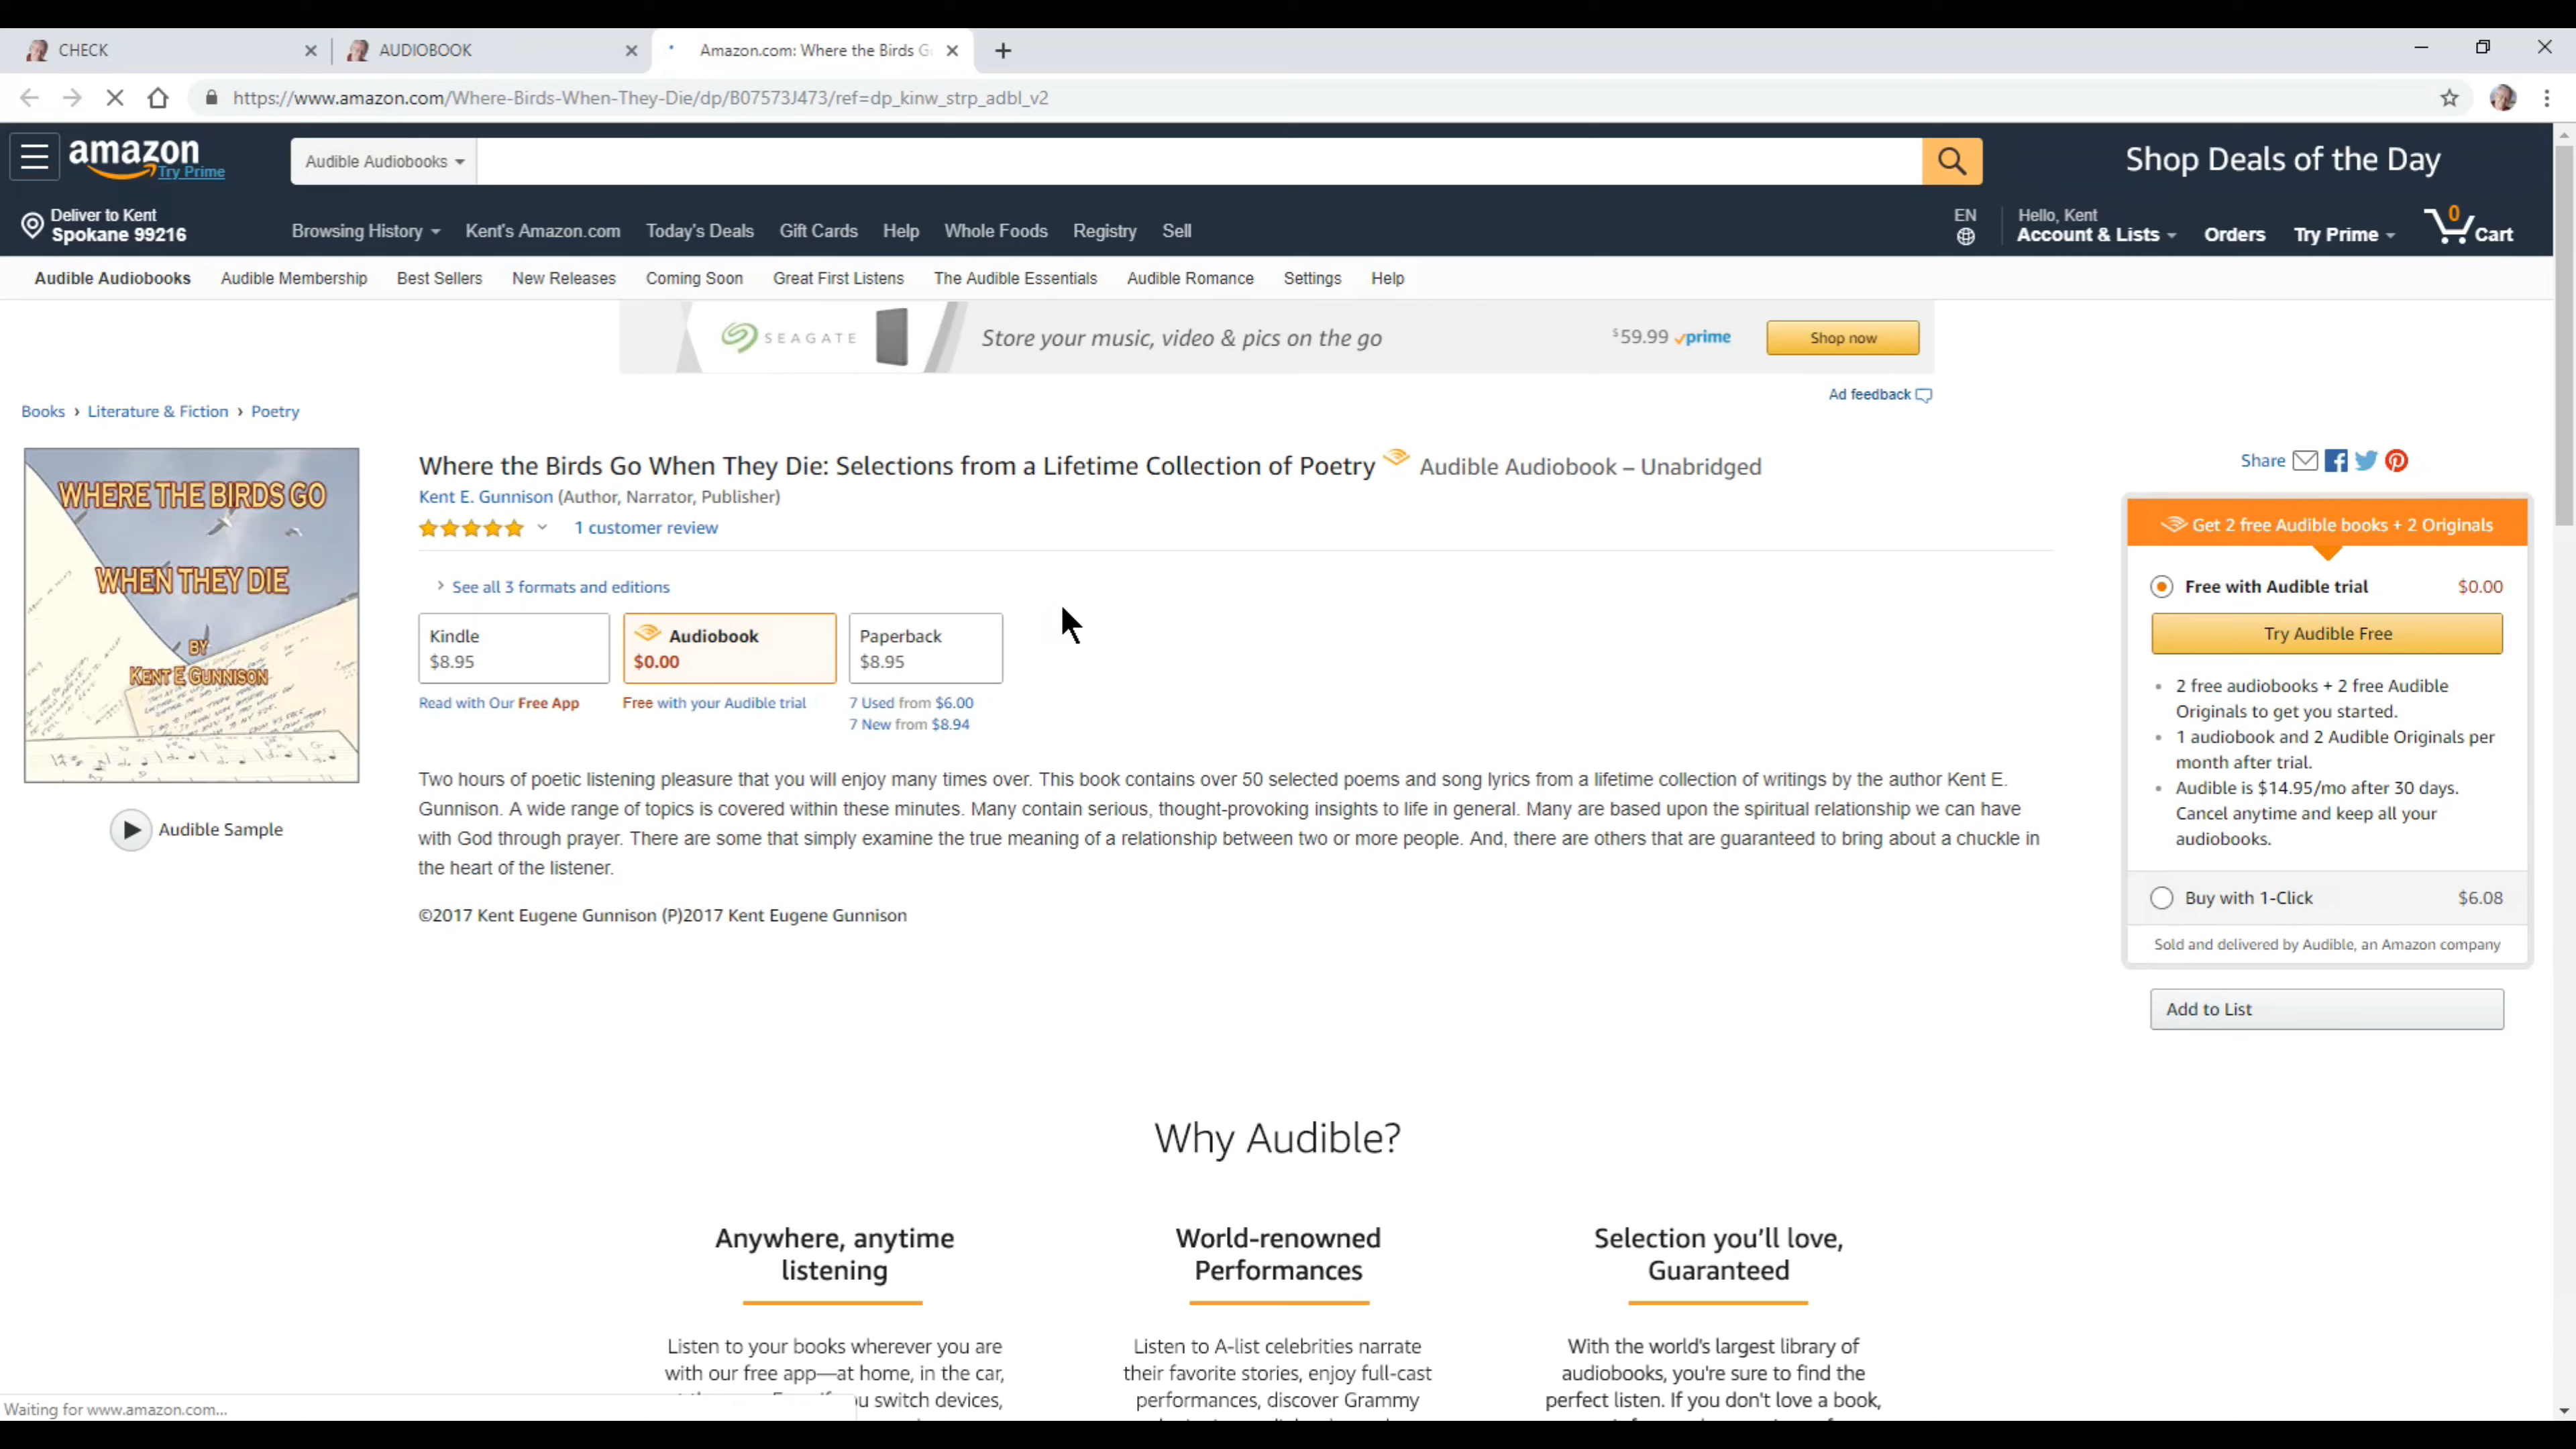 CHECK
AUDIOBOOK
Amazon.com: Where the Birds G
https://www.amazon.com/Where-Birds-When-They-Die/dp/B07573J473/ref=dp_kinw_strp_adbl_v2
amazon
Try Prime
Audible Audiobooks
Shop Deals of the Day
Deliver to Kent
Spokane 99216
Browsing History
Kent's Amazon.com
Today's Deals
Gift Cards
Help
Whole Foods
Registry
Sell
EN
Hello, Kent
Account & Lists
Orders
Try Prime
0
Cart
Audible Audiobooks
Audible Membership
Best Sellers
New Releases
Coming Soon
Great First Listens
The Audible Essentials
Audible Romance
Settings
Help
SEAGATE
Store your music, video & pics on the go
$59.99 prime
Shop now
Ad feedback
Books › Literature & Fiction › Poetry
WHERE THE BIRDS GO
WHEN THEY DIE
BY
KENT E. GUNNISON
Audible Sample
Where the Birds Go When They Die: Selections from a Lifetime Collection of Poetry Audible Audiobook – Unabridged
Kent E. Gunnison (Author, Narrator, Publisher)
1 customer review
See all 3 formats and editions
Kindle
$8.95
Read with Our Free App
Audiobook
$0.00
Free with your Audible trial
Paperback
$8.95
7 Used from $6.00
7 New from $8.94
Two hours of poetic listening pleasure that you will enjoy many times over. This book contains over 50 selected poems and song lyrics from a lifetime collection of writings by the author Kent E.
Gunnison. A wide range of topics is covered within these minutes. Many contain serious, thought-provoking insights to life in general. Many are based upon the spiritual relationship we can have
with God through prayer. There are some that simply examine the true meaning of a relationship between two or more people. And, there are others that are guaranteed to bring about a chuckle in
the heart of the listener.
©2017 Kent Eugene Gunnison (P)2017 Kent Eugene Gunnison
Share
Get 2 free Audible books + 2 Originals
Free with Audible trial $0.00
Try Audible Free
• 2 free audiobooks + 2 free Audible
Originals to get you started.
• 1 audiobook and 2 Audible Originals per
month after trial.
• Audible is $14.95/mo after 30 days.
Cancel anytime and keep all your
audiobooks.
Buy with 1-Click $6.08
Sold and delivered by Audible, an Amazon company
Add to List
Why Audible?
Anywhere, anytime
listening
Listen to your books wherever you are
with our free app—at home, in the car,
u switch devices,
World-renowned
Performances
Listen to A-list celebrities narrate
their favorite stories, enjoy full-cast
performances, discover Grammy
Selection you'll love,
Guaranteed
With the world's largest library of
audiobooks, you're sure to find the
perfect listen. If you don't love a book,
Waiting for www.amazon.com...